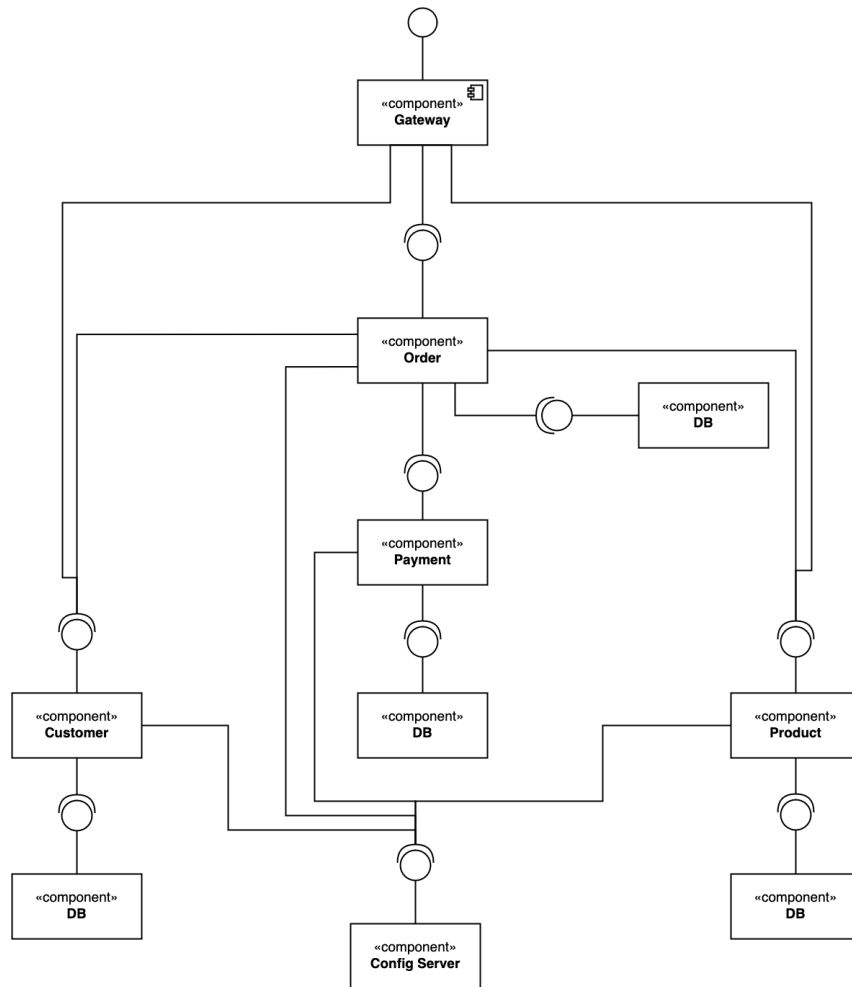 «component»
Gateway
«component»
Order
«component»
DB
«component»
Payment
«component»
Customer
«component»
DB
«component»
Product
«component»
DB
«component»
DB
«component»
Config Server